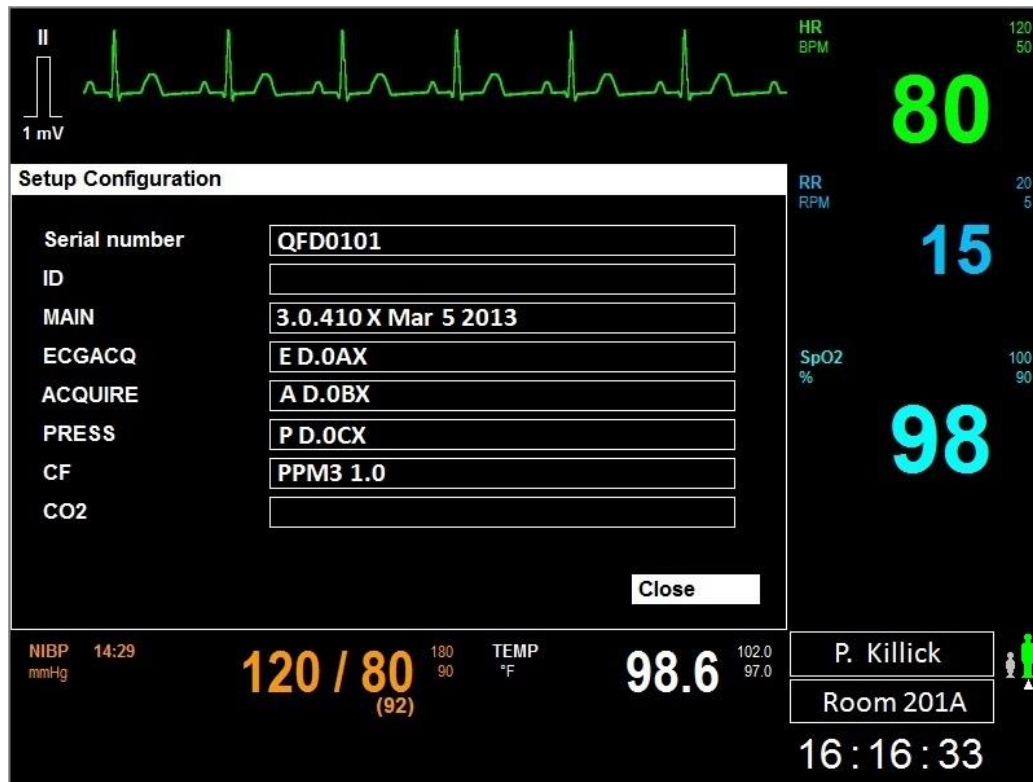 II
1 mV
HR 120
BPM 50
80
Setup Configuration
RR 20
RPM 5
15
Serial number QFD0101
ID
MAIN 3.0.410 X Mar 5 2013
ECGACQ E D.0AX
ACQUIRE A D.0BX
PRESS P D.0CX
CF PPM3 1.0
CO2
SpO2 100
% 90
98
Close
NIBP 14:29
mmHg
120 / 80
(92)
180
90
TEMP
°F
98.6
102.0
97.0
P. Killick
Room 201A
16:16:33